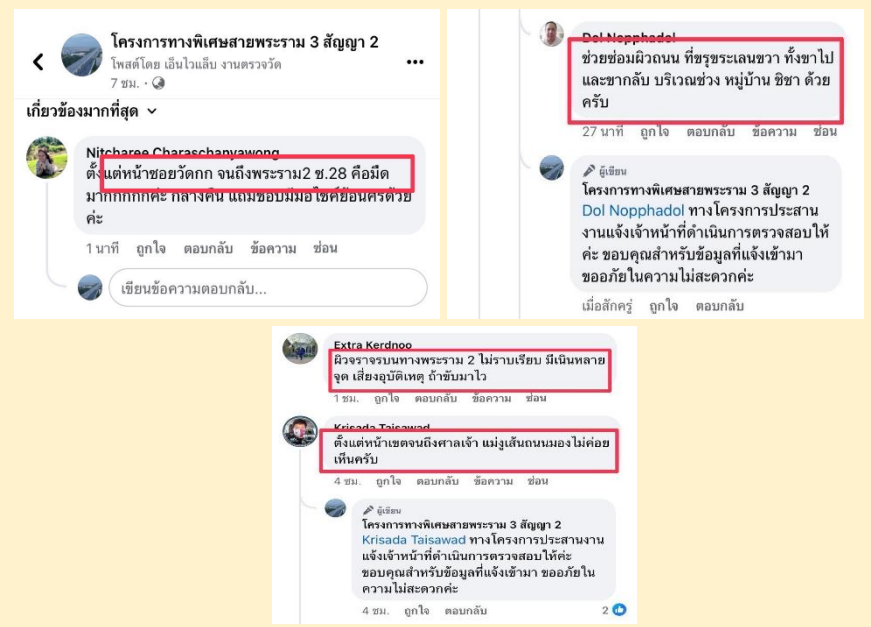 โครงการทางพิเศษสายพระราม 3 สัญญา 2
โพสต์โดย เอ็นไวแล็บ งานตรวจวัด
7 ชม. ·
เกี่ยวข้องมากที่สุด
Nitcharee Charaschanyawong
ตั้งแต่หน้าซอยวัดกก จนถึงพระราม2 ซ.28 คือมืด
มากกกกกค่ะ กลางคืน แถมชอบมีมอไซค์ย้อนศรด้วย
ค่ะ
1 นาที ถูกใจ ตอบกลับ ข้อความ ซ่อน
เขียนข้อความตอบกลับ...
Dol Nopphadol
ช่วยซ่อมผิวถนน ที่ขรุขระเลนขวา ทั้งขาไป
และขากลับ บริเวณช่วง หมู่บ้าน ชิชา ด้วย
ครับ
27 นาที ถูกใจ ตอบกลับ ข้อความ ซ่อน
ผู้เขียน
โครงการทางพิเศษสายพระราม 3 สัญญา 2
Dol Nopphadol ทางโครงการประสาน
งานแจ้งเจ้าหน้าที่ดำเนินการตรวจสอบให้
ค่ะ ขอบคุณสำหรับข้อมูลที่แจ้งเข้ามา
ขออภัยในความไม่สะดวกค่ะ
เมื่อสักครู่ ถูกใจ ตอบกลับ
Extra Kerdnoo
ผิวจราจรบนทางพระราม 2 ไม่ราบเรียบ มีเนินหลาย
จุด เสี่ยงอุบัติเหตุ ถ้าขับมาไว
1 ชม. ถูกใจ ตอบกลับ ข้อความ ซ่อน
Krisada Taisawad
ตั้งแต่หน้าเขตจนถึงศาลเจ้า แม่งูเส้นถนนมองไม่ค่อย
เห็นครับ
4 ชม. ถูกใจ ตอบกลับ ข้อความ ซ่อน
ผู้เขียน
โครงการทางพิเศษสายพระราม 3 สัญญา 2
Krisada Taisawad ทางโครงการประสานงาน
แจ้งเจ้าหน้าที่ดำเนินการตรวจสอบให้ค่ะ
ขอบคุณสำหรับข้อมูลที่แจ้งเข้ามา ขออภัยใน
ความไม่สะดวกค่ะ
4 ชม. ถูกใจ ตอบกลับ 2